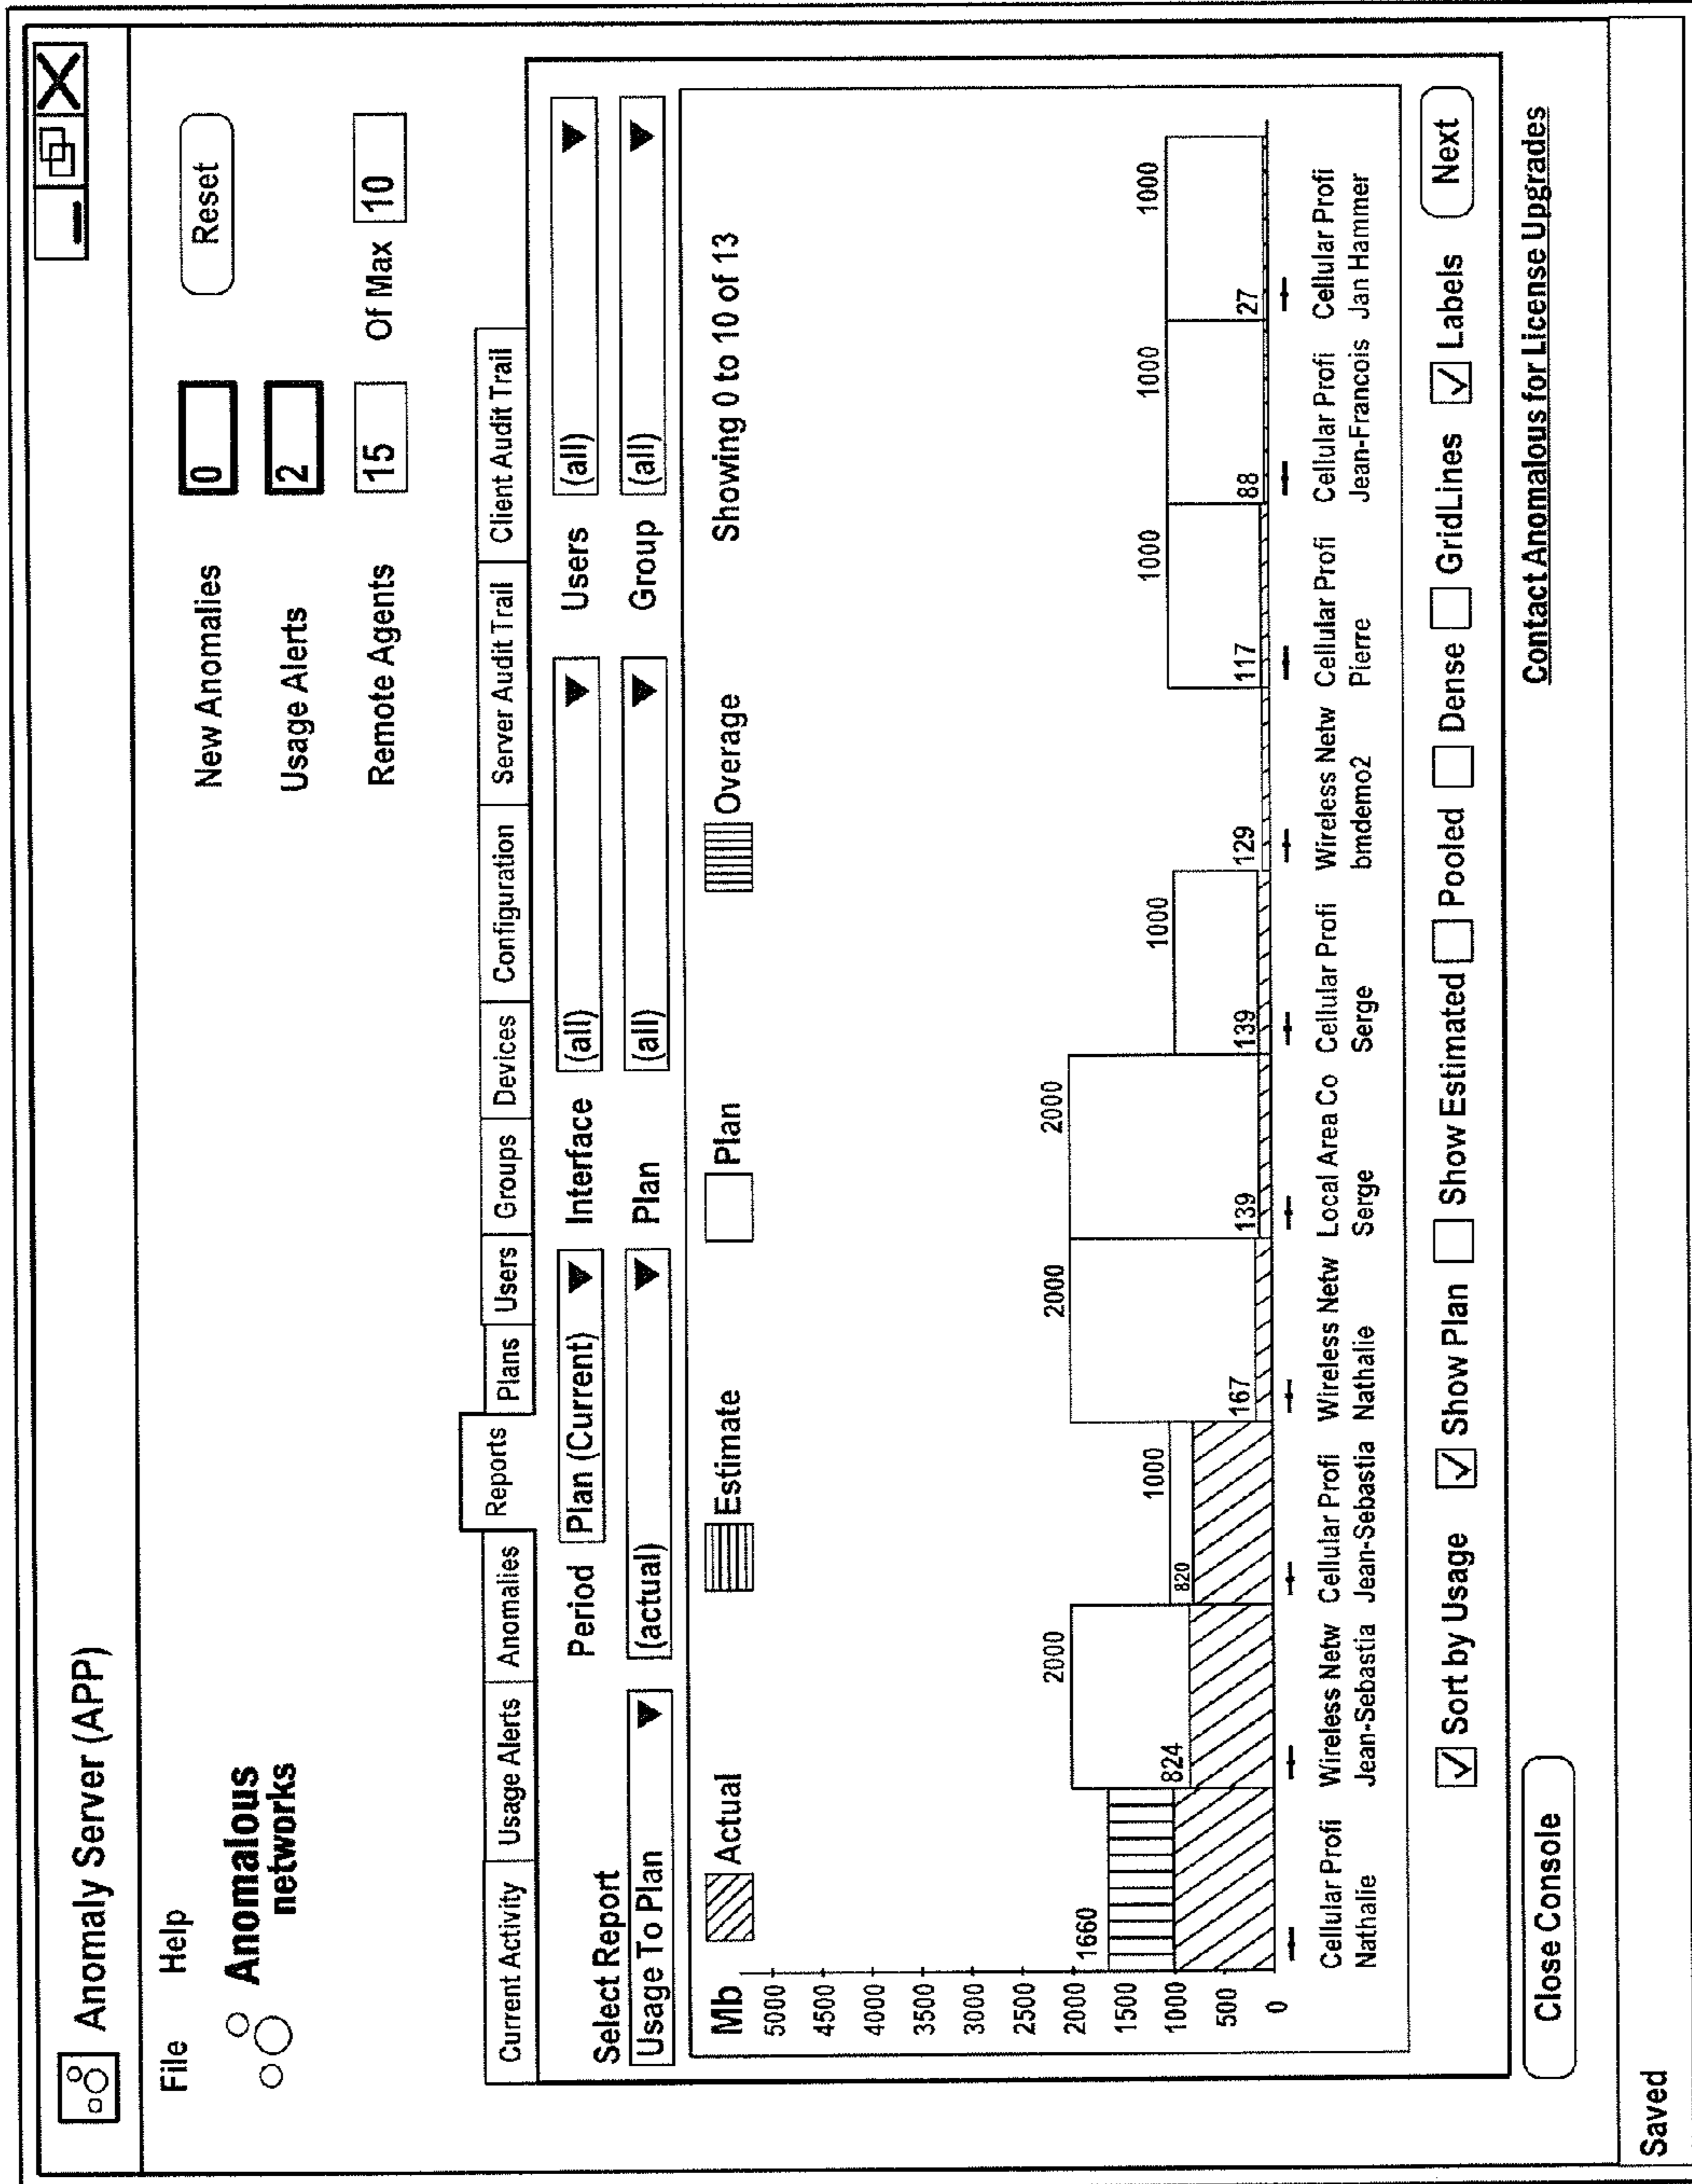 Anomaly Server (APP)
File Help
Anomalous
networks
New Anomalies 0 Reset
Usage Alerts 2
Remote Agents 15 Of Max 10
Current Activity Usage Alerts Anomalies Reports Plans Users Groups Devices Configuration Server Audit Trail Client Audit Trail
Select Report Period Plan (Current) Interface (all) Users (all)
Usage To Plan (actual) Plan (all) Group (all)
Mb Actual Estimate Plan Overage Showing 0 to 10 of 13
5000
4500
4000
3500
3000
2500
2000
1500
1000
500
0
1660 2000 1000 2000 2000 1000 1000 1000 1000
824 820 167 139 139 129 117 88 27
Cellular Profi Wireless Netw Cellular Profi Wireless Netw Local Area Co Cellular Profi Wireless Netw Cellular Profi Cellular Profi Cellular Profi
Nathalie Jean-Sebastia Jean-Sebastia Nathalie Serge Serge bmdemo2 Pierre Jean-Francois Jan Hammer
Sort by Usage Show Plan Show Estimated Pooled Dense GridLines Labels Next
Close Console Contact Anomalous for License Upgrades
Saved